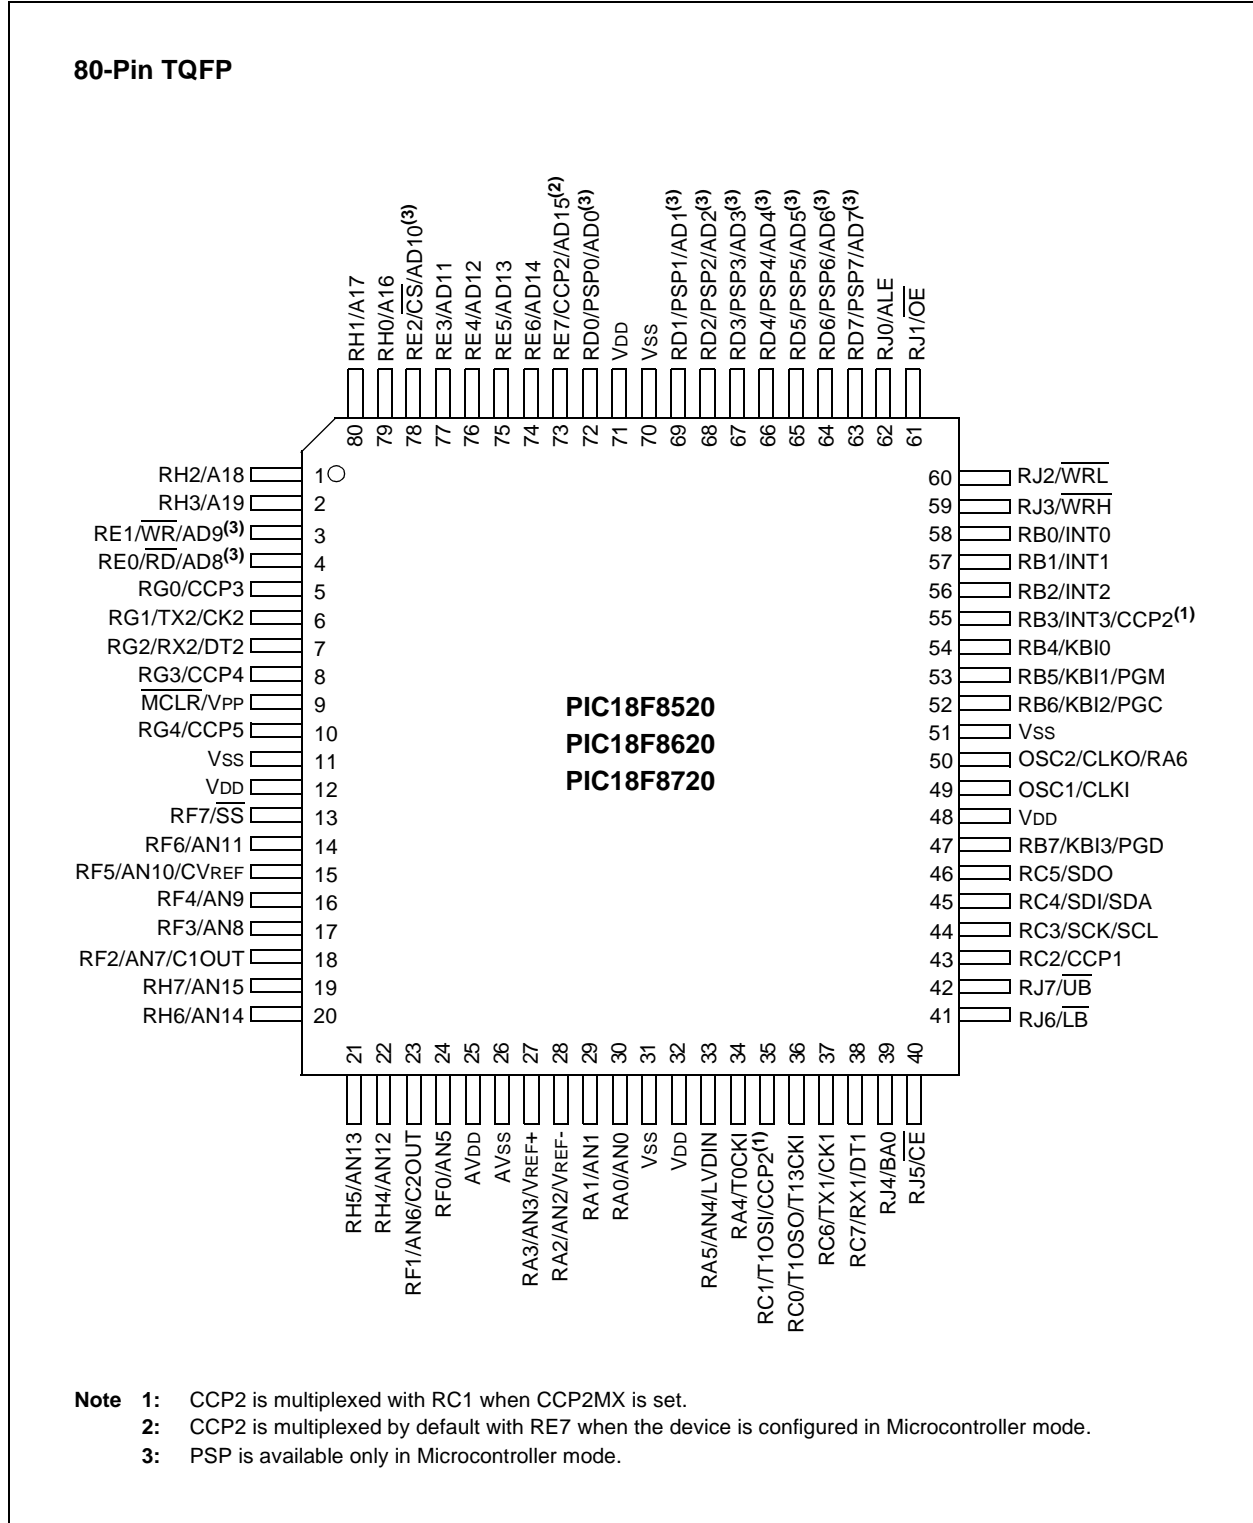 80-Pin TQFP
RH1/A17
RH0/A16
RE2/C̅S̅/AD10(3)
RE3/AD11
RE4/AD12
RE5/AD13
RE6/AD14
RE7/CCP2/AD15(2)
RD0/PSP0/AD0(3)
VDD
VSS
RD1/PSP1/AD1(3)
RD2/PSP2/AD2(3)
RD3/PSP3/AD3(3)
RD4/PSP4/AD4(3)
RD5/PSP5/AD5(3)
RD6/PSP6/AD6(3)
RD7/PSP7/AD7(3)
RJ0/ALE
RJ1/O̅E̅
80 79 78 77 76 75 74 73 72 71 70 69 68 67 66 65 64 63 62 61
RH2/A18 1
RH3/A19 2
RE1/W̅R̅/AD9(3) 3
RE0/R̅D̅/AD8(3) 4
RG0/CCP3 5
RG1/TX2/CK2 6
RG2/RX2/DT2 7
RG3/CCP4 8
M̅C̅L̅R̅/VPP 9
RG4/CCP5 10
VSS 11
VDD 12
RF7/S̅S̅ 13
RF6/AN11 14
RF5/AN10/CVREF 15
RF4/AN9 16
RF3/AN8 17
RF2/AN7/C1OUT 18
RH7/AN15 19
RH6/AN14 20
PIC18F8520
PIC18F8620
PIC18F8720
60 RJ2/W̅R̅L̅
59 RJ3/W̅R̅H̅
58 RB0/INT0
57 RB1/INT1
56 RB2/INT2
55 RB3/INT3/CCP2(1)
54 RB4/KBI0
53 RB5/KBI1/PGM
52 RB6/KBI2/PGC
51 VSS
50 OSC2/CLKO/RA6
49 OSC1/CLKI
48 VDD
47 RB7/KBI3/PGD
46 RC5/SDO
45 RC4/SDI/SDA
44 RC3/SCK/SCL
43 RC2/CCP1
42 RJ7/U̅B̅
41 RJ6/L̅B̅
21 22 23 24 25 26 27 28 29 30 31 32 33 34 35 36 37 38 39 40
RH5/AN13
RH4/AN12
RF1/AN6/C2OUT
RF0/AN5
AVDD
AVSS
RA3/AN3/VREF+
RA2/AN2/VREF-
RA1/AN1
RA0/AN0
VSS
VDD
RA5/AN4/LVDIN
RA4/T0CKI
RC1/T1OSI/CCP2(1)
RC0/T1OSO/T13CKI
RC6/TX1/CK1
RC7/RX1/DT1
RJ4/BA0
RJ5/C̅E̅
Note 1: CCP2 is multiplexed with RC1 when CCP2MX is set.
2: CCP2 is multiplexed by default with RE7 when the device is configured in Microcontroller mode.
3: PSP is available only in Microcontroller mode.